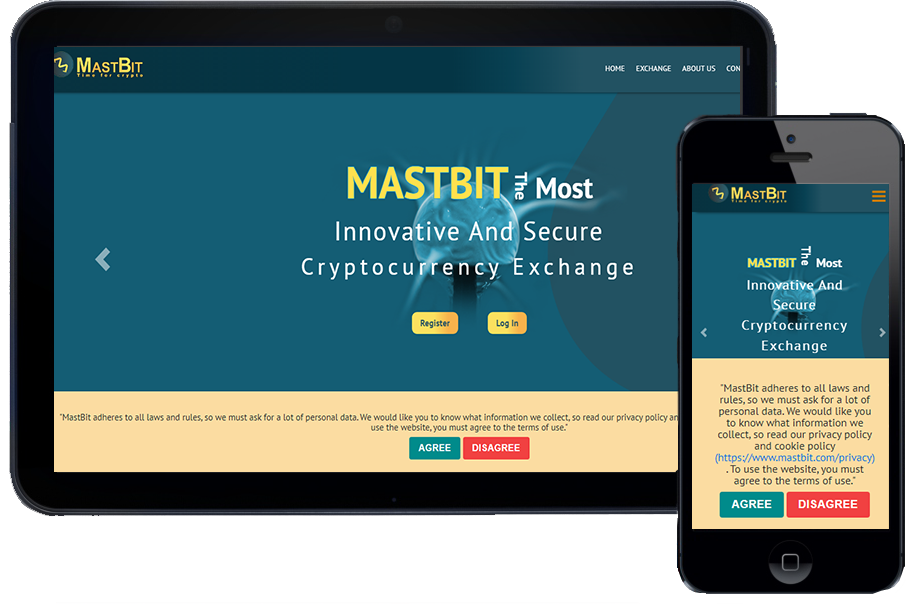 MASTBIT
Time for crypto
HOME EXCHANGE ABOUT US CON
MASTBIT The Most
Innovative And Secure
Cryptocurrency Exchange
Register Log In
"MastBit adheres to all laws and rules, so we must ask for a lot of personal data. We would like you to know what information we collect, so read our privacy policy an
use the website, you must agree to the terms of use."
AGREE DISAGREE
MASTBIT
Time for crypto
MASTBIT The Most
Innovative And
Secure
Cryptocurrency
Exchange
"MastBit adheres to all laws and
rules, so we must ask for a lot of
personal data. We would like you
to know what information we
collect, so read our privacy policy
and cookie policy
(https://www.mastbit.com/privacy)
. To use the website, you must
agree to the terms of use."
AGREE DISAGREE